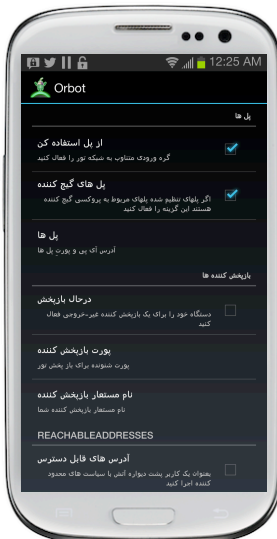 12:25 AM
Orbot
پل ها
از پل استفاده کن
گره ورودی متناوب به شبکه تور را فعال کنید
پل های گیج کننده
اگر پلهای تنظیم شده پلهای مربوط به پروکسی گیج کننده
هستند این گزینه را فعال کنید
پل ها
آدرس آی پی و پورت پل ها
بازپخش کننده ها
درحال بازپخش
دستگاه خود را برای یک بازپخش کننده غیر-خروجی فعال
کنید
پورت بازپخش کننده
پورت شنونده برای باز پخش تور
نام مستعار بازپخش کننده
نام مستعار بازپخش کننده شما
REACHABLEADDRESSES
آدرس های قابل دسترس
بعنوان یک کاربر پشت دیواره آتش با سیاست های محدود
کننده اجرا کنید